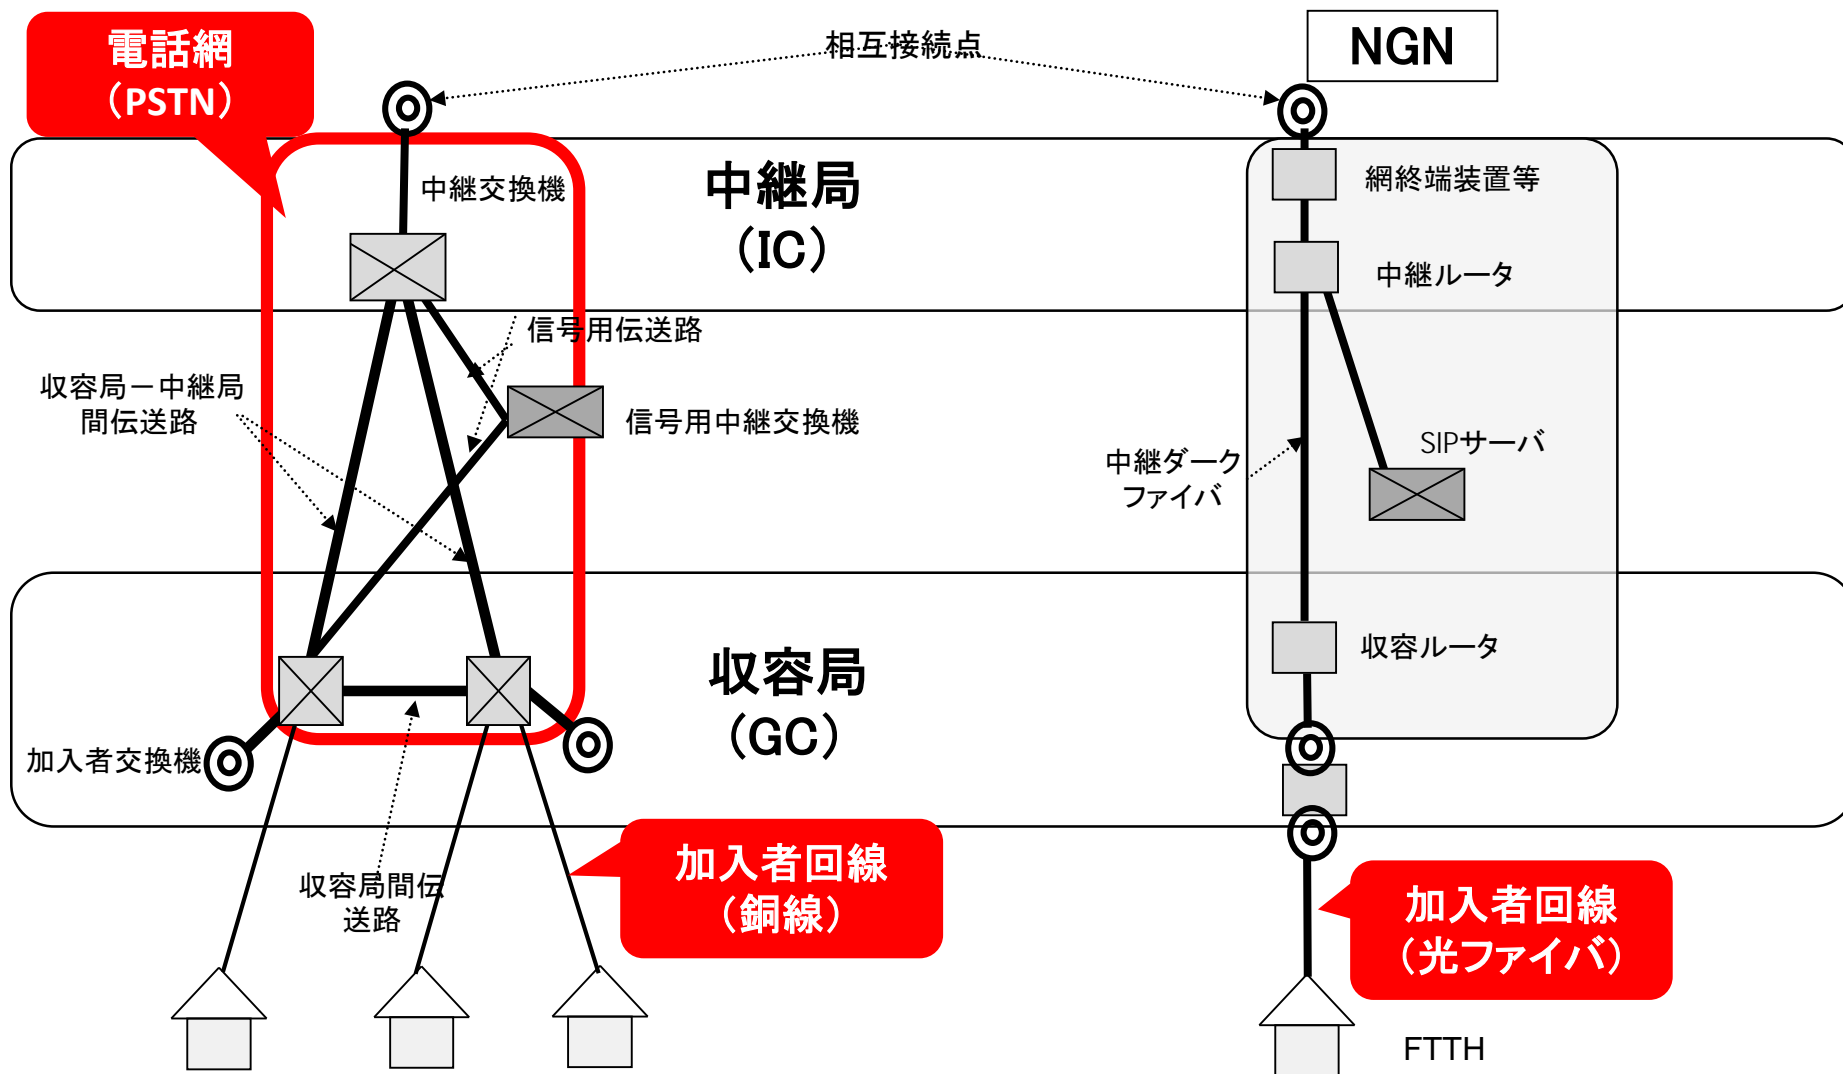 電話網
（PSTN）
相互接続点
NGN
中継交換機
中継局
（IC）
網終端装置等
中継ルータ
信号用伝送路
収容局－中継局
間伝送路
信号用中継交換機
中継ダーク
ファイバ
SIPサーバ
収容局
（GC）
収容ルータ
加入者交換機
収容局間伝
送路
加入者回線
（銅線）
加入者回線
（光ファイバ）
FTTH